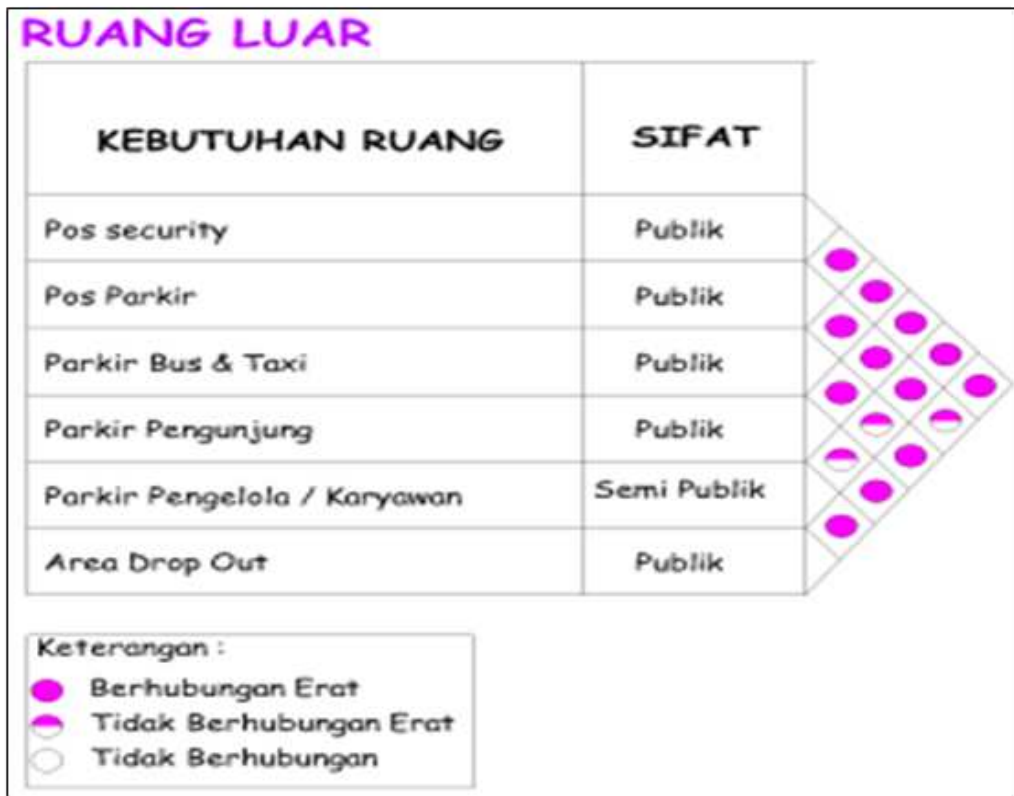 RUANG LUAR
KEBUTUHAN RUANG SIFAT
Pos security Publik
Pos Parkir Publik
Parkir Bus & Taxi Publik
Parkir Pengunjung Publik
Parkir Pengelola / Karyawan Semi Publik
Area Drop Out Publik
Keterangan :
Berhubungan Erat
Tidak Berhubungan Erat
Tidak Berhubungan